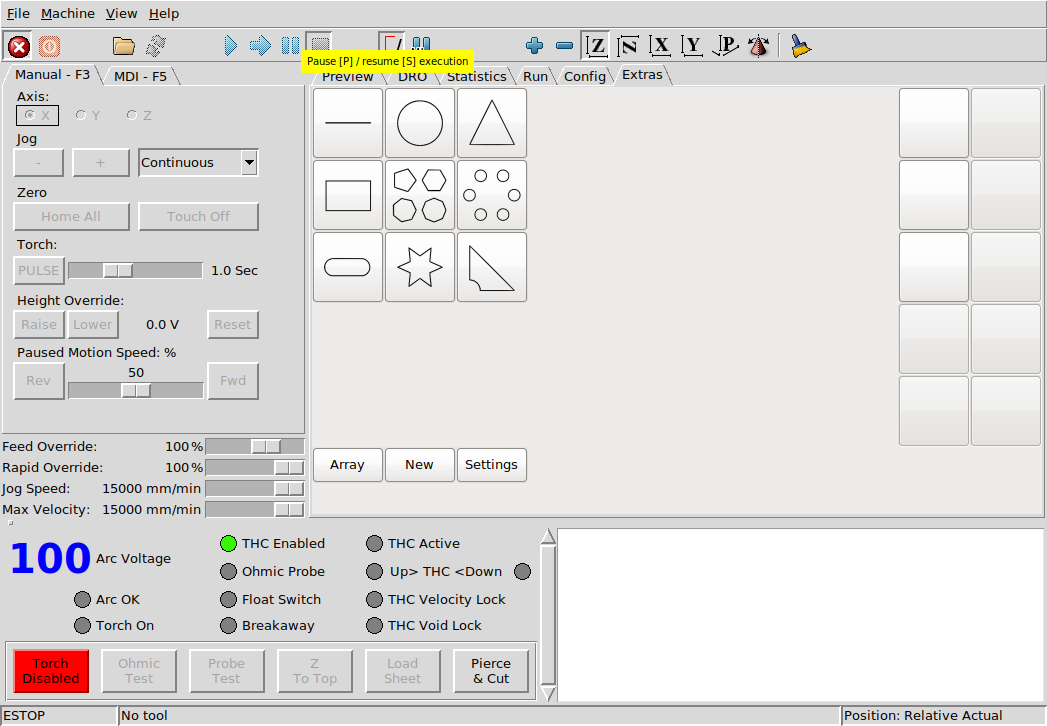 File Machine View Help
Z N X Y P
Pause [P] / resume [S] execution
Manual - F3 MDI - F5 Preview DRO Statistics Run Config Extras
Axis:
X Y Z
Jog
- + Continuous
Zero
Home All Touch Off
Torch:
PULSE 1.0 Sec
Height Override:
Raise Lower 0.0 V Reset
Paused Motion Speed: %
50
Rev Fwd
Array New Settings
Feed Override: 100%
Rapid Override: 100%
Jog Speed: 15000 mm/min
Max Velocity: 15000 mm/min
100 Arc Voltage
Arc OK
Torch On
THC Enabled
Ohmic Probe
Float Switch
Breakaway
THC Active
Up> THC <Down
THC Velocity Lock
THC Void Lock
Torch
Disabled
Ohmic
Test
Probe
Test
Z
To Top
Load
Sheet
Pierce
& Cut
ESTOP No tool Position: Relative Actual